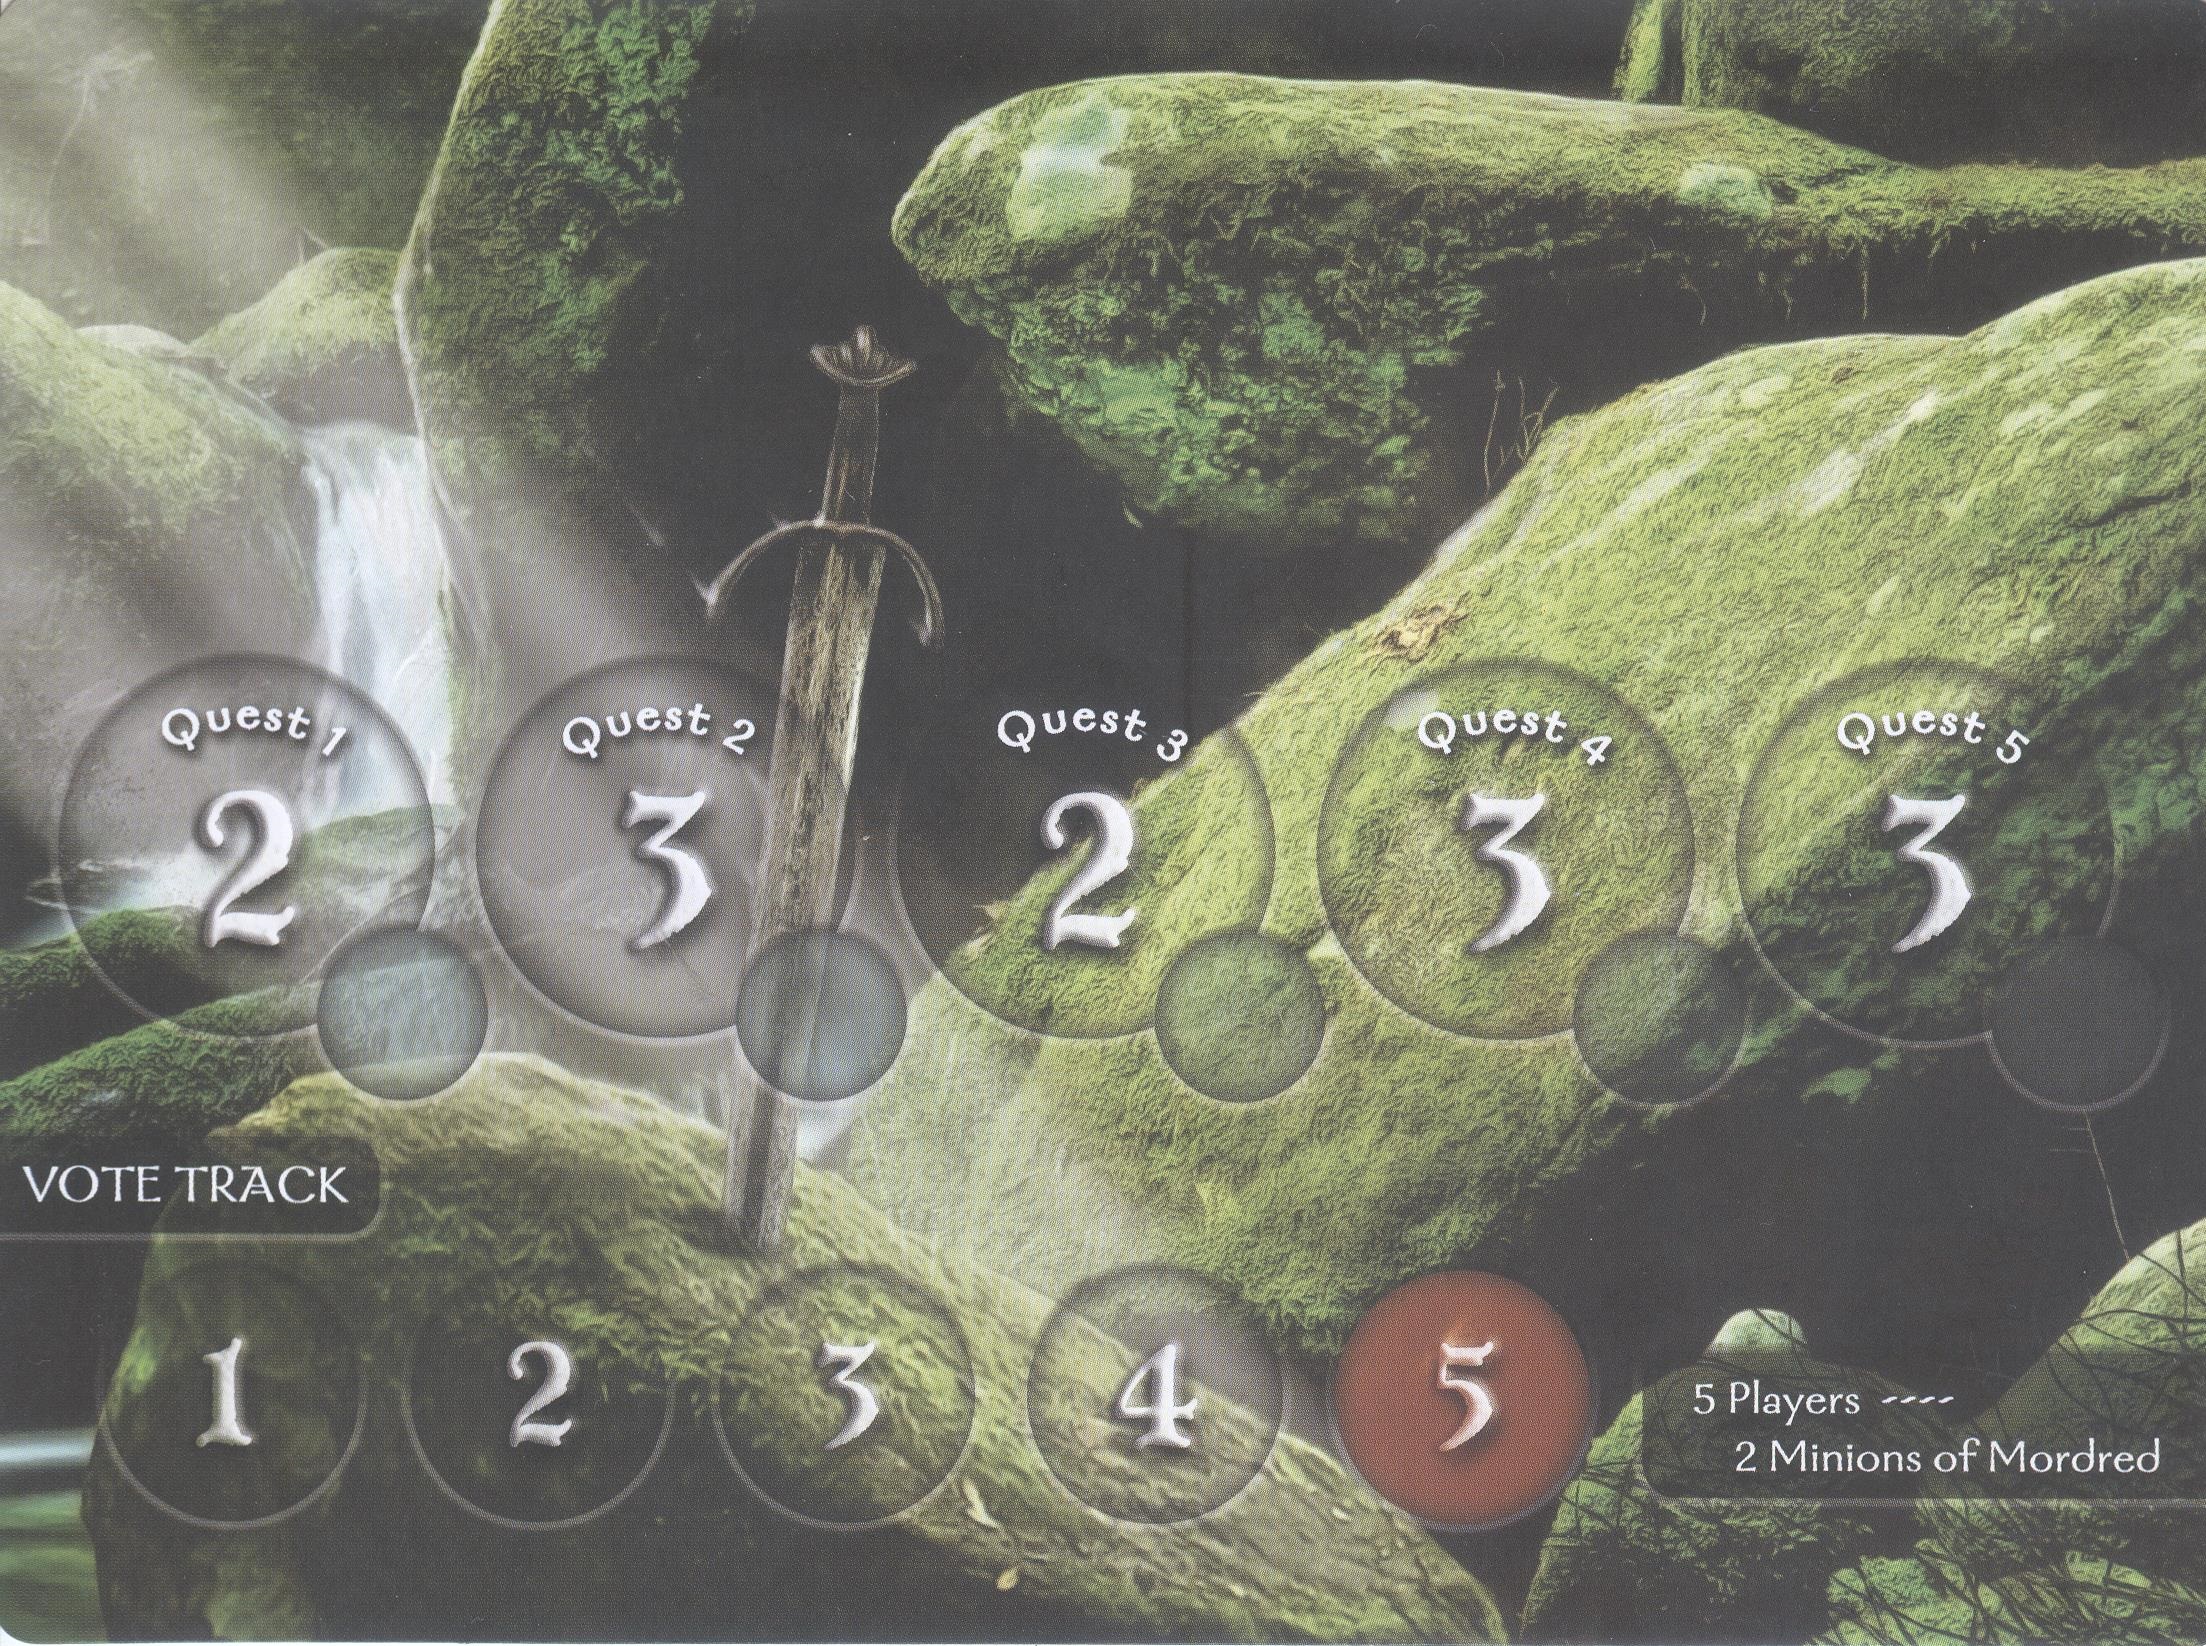 Quest 1
2
Quest 2
3
Quest 3
2
Quest 4
3
Quest 5
3
VOTE TRACK
1
2
3
4
5
5 Players ----
2 Minions of Mordred